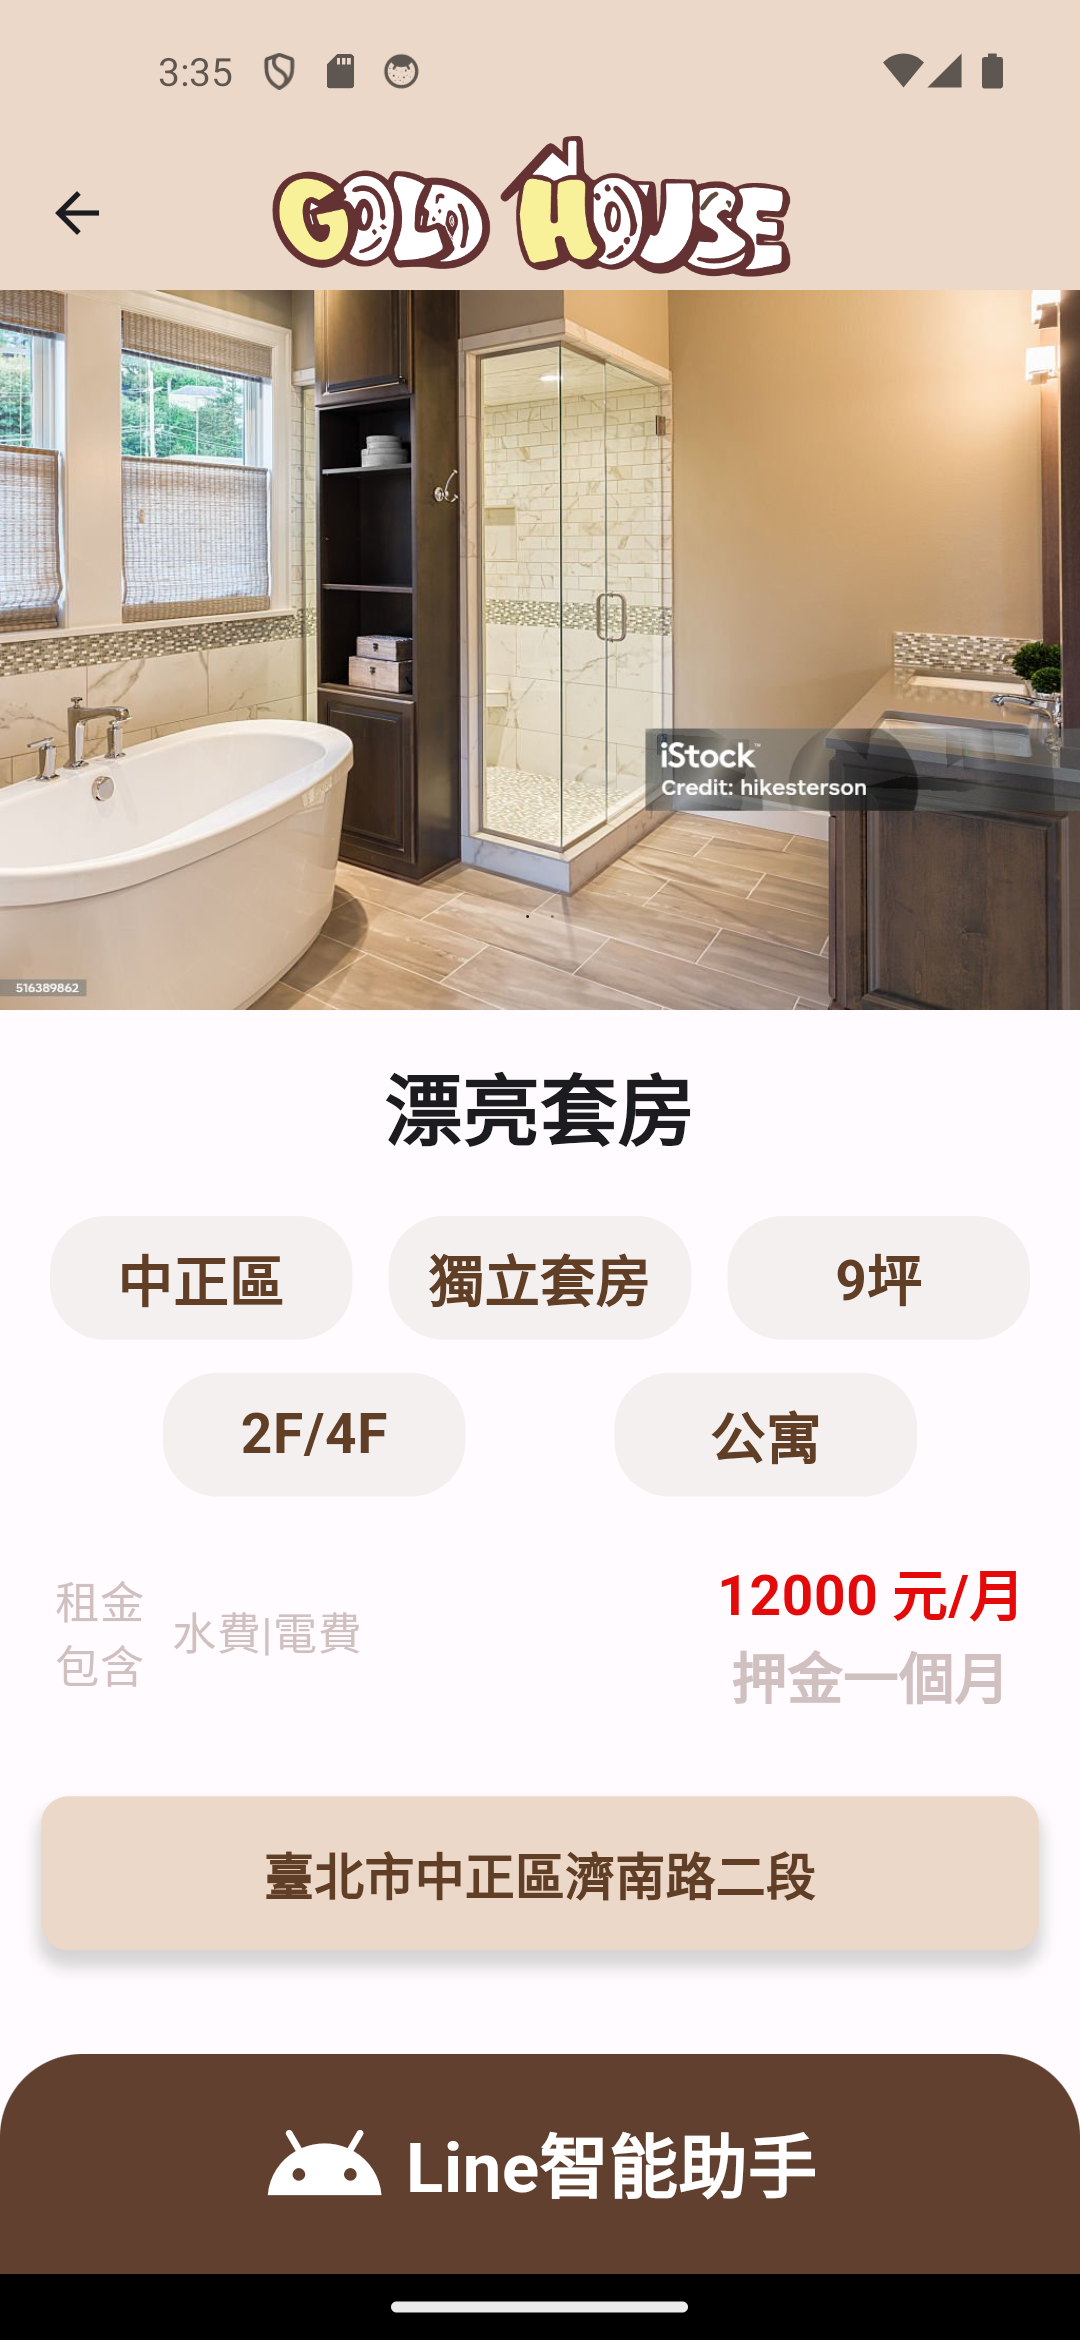 3:35
GOLD HOUSE
iStock™
Credit: hikesterson
516389862
漂亮套房
中正區
獨立套房
9坪
2F/4F
公寓
租金
包含
水費|電費
12000 元/月
押金一個月
臺北市中正區濟南路二段
Line智能助手